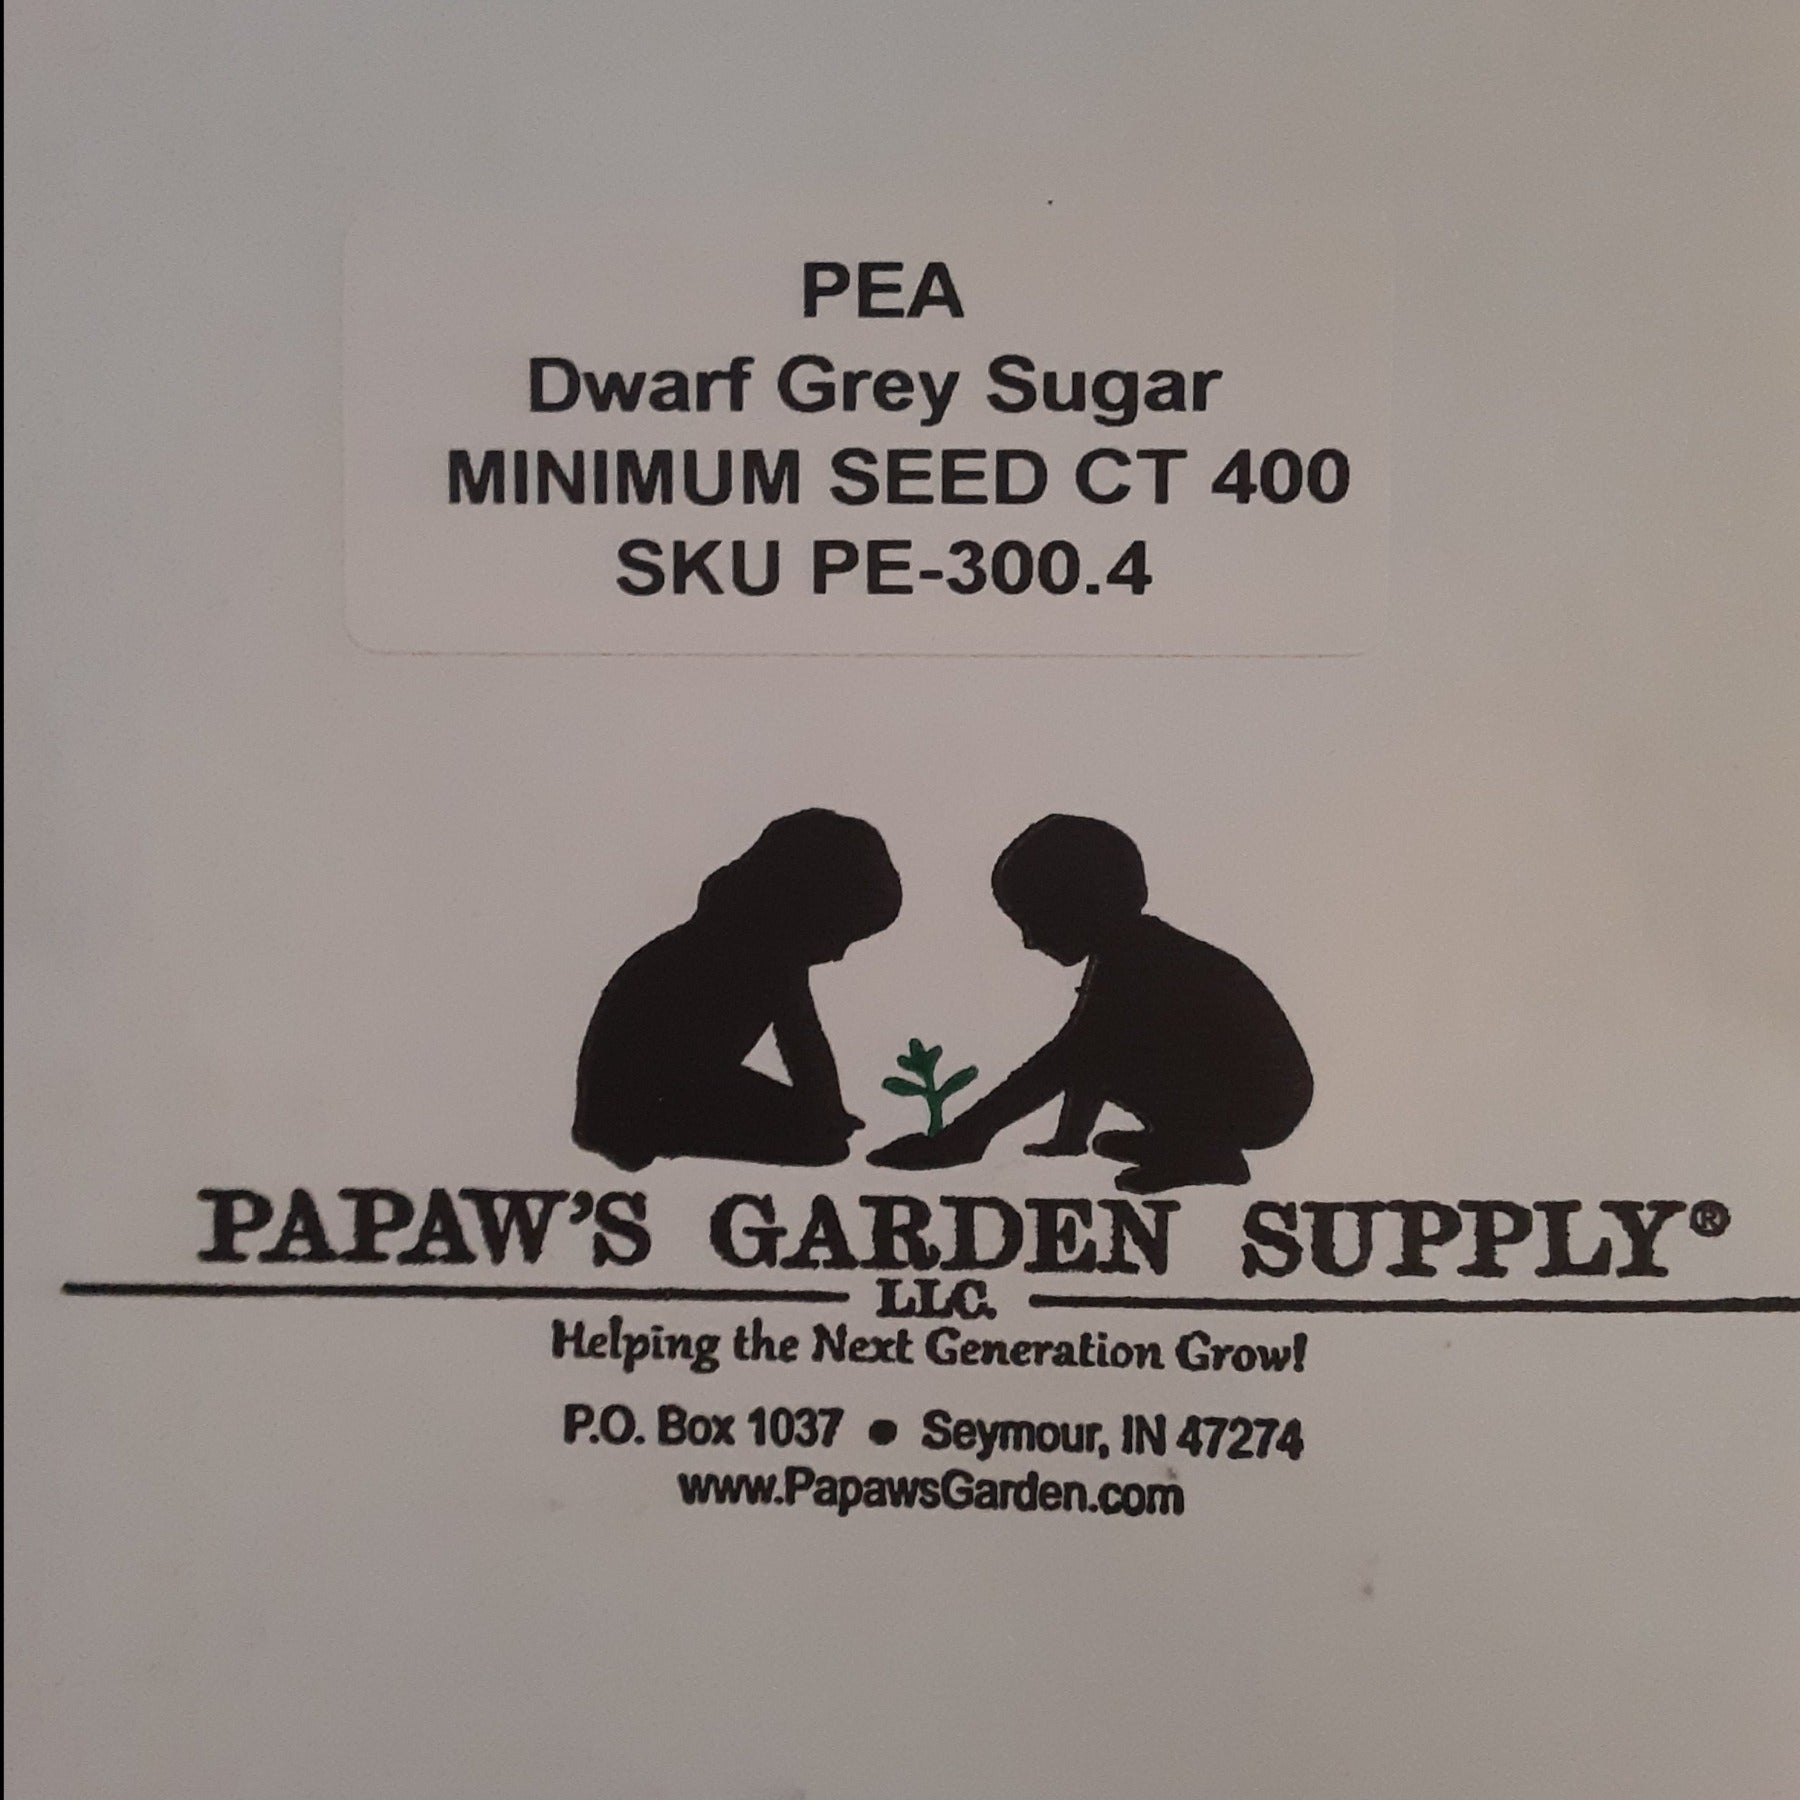 PEA
Dwarf Grey Sugar
MINIMUM SEED CT 400
SKU PE-300.4
PAPAW'S GARDEN SUPPLY®
LLC.
Helping the Next Generation Grow!
P.O. Box 1037 • Seymour, IN 47274
www.PapawsGarden.com